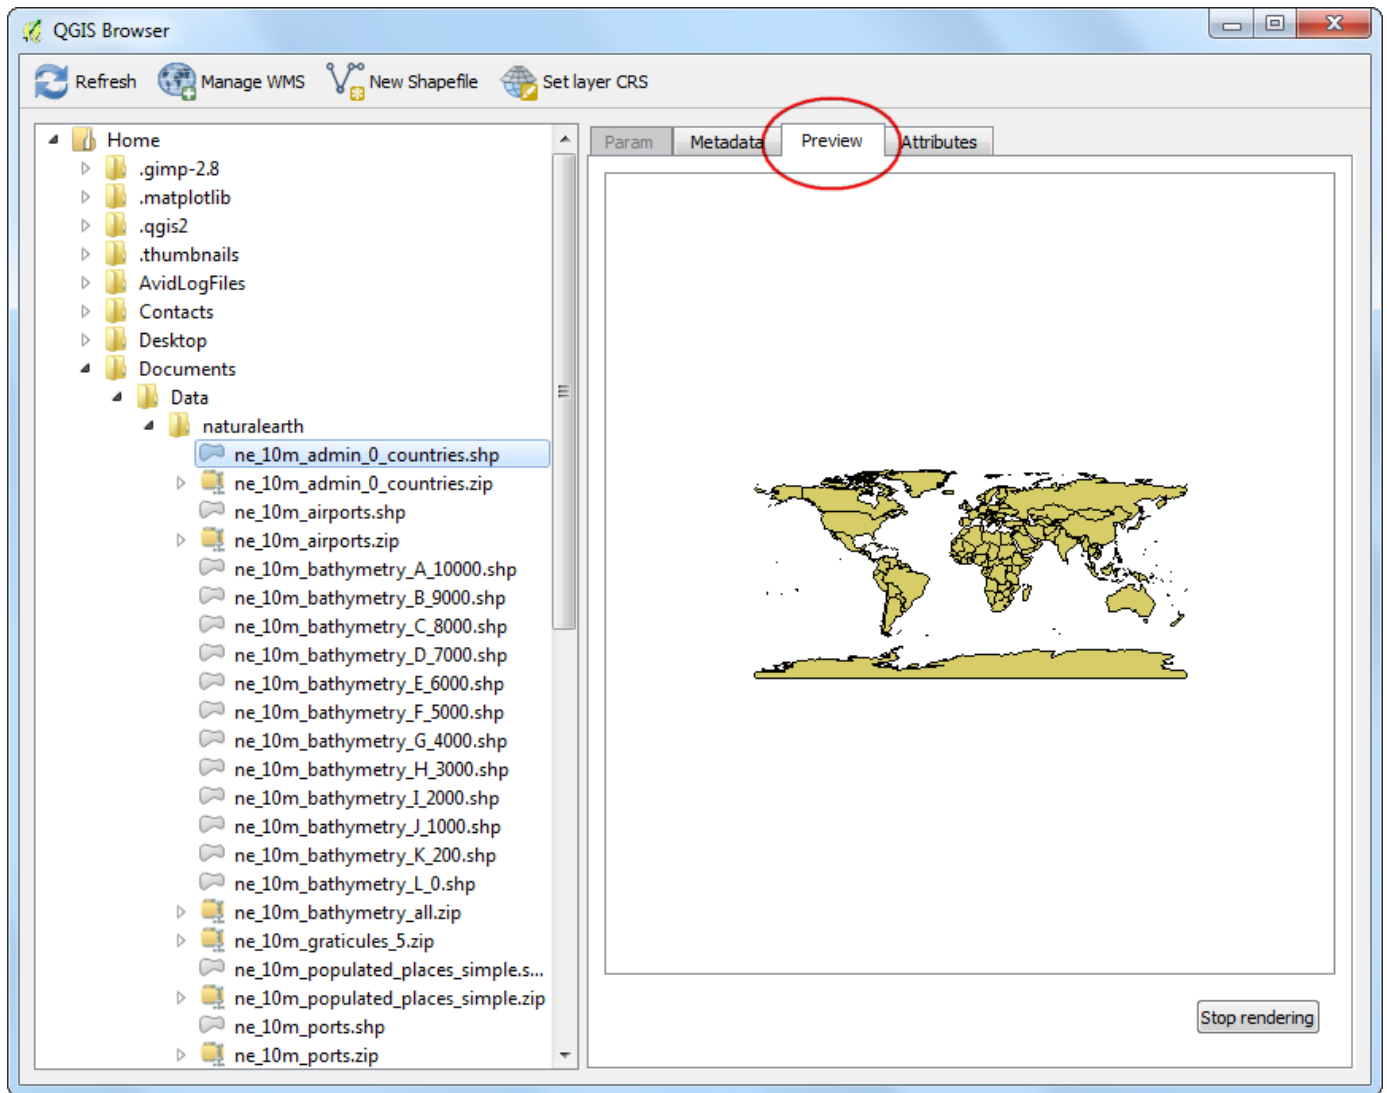 QGIS Browser
Refresh Manage WMS New Shapefile Set layer CRS
Home
.gimp-2.8
.matplotlib
.qgis2
.thumbnails
AvidLogFiles
Contacts
Desktop
Documents
Data
naturalearth
ne_10m_admin_0_countries.shp
ne_10m_admin_0_countries.zip
ne_10m_airports.shp
ne_10m_airports.zip
ne_10m_bathymetry_A_10000.shp
ne_10m_bathymetry_B_9000.shp
ne_10m_bathymetry_C_8000.shp
ne_10m_bathymetry_D_7000.shp
ne_10m_bathymetry_E_6000.shp
ne_10m_bathymetry_F_5000.shp
ne_10m_bathymetry_G_4000.shp
ne_10m_bathymetry_H_3000.shp
ne_10m_bathymetry_I_2000.shp
ne_10m_bathymetry_J_1000.shp
ne_10m_bathymetry_K_200.shp
ne_10m_bathymetry_L_0.shp
ne_10m_bathymetry_all.zip
ne_10m_graticules_5.zip
ne_10m_populated_places_simple.s...
ne_10m_populated_places_simple.zip
ne_10m_ports.shp
ne_10m_ports.zip
Param Metadata Preview Attributes
Stop rendering